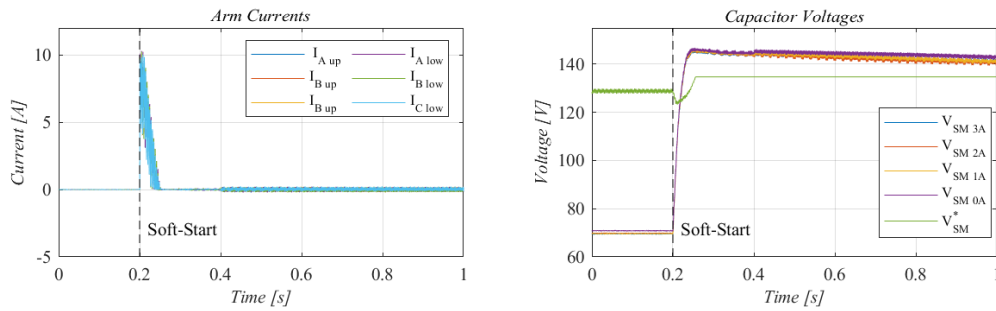 Arm Currents
10
5
0
-5
Current [A]
I_A up
I_A low
I_B up
I_B low
I_B up
I_C low
Soft-Start
0 0.2 0.4 0.6 0.8 1
Time [s]
Capacitor Voltages
140
120
100
80
60
Voltage [V]
V_SM 3A
V_SM 2A
V_SM 1A
V_SM 0A
V*_SM
Soft-Start
0 0.2 0.4 0.6 0.8 1
Time [s]